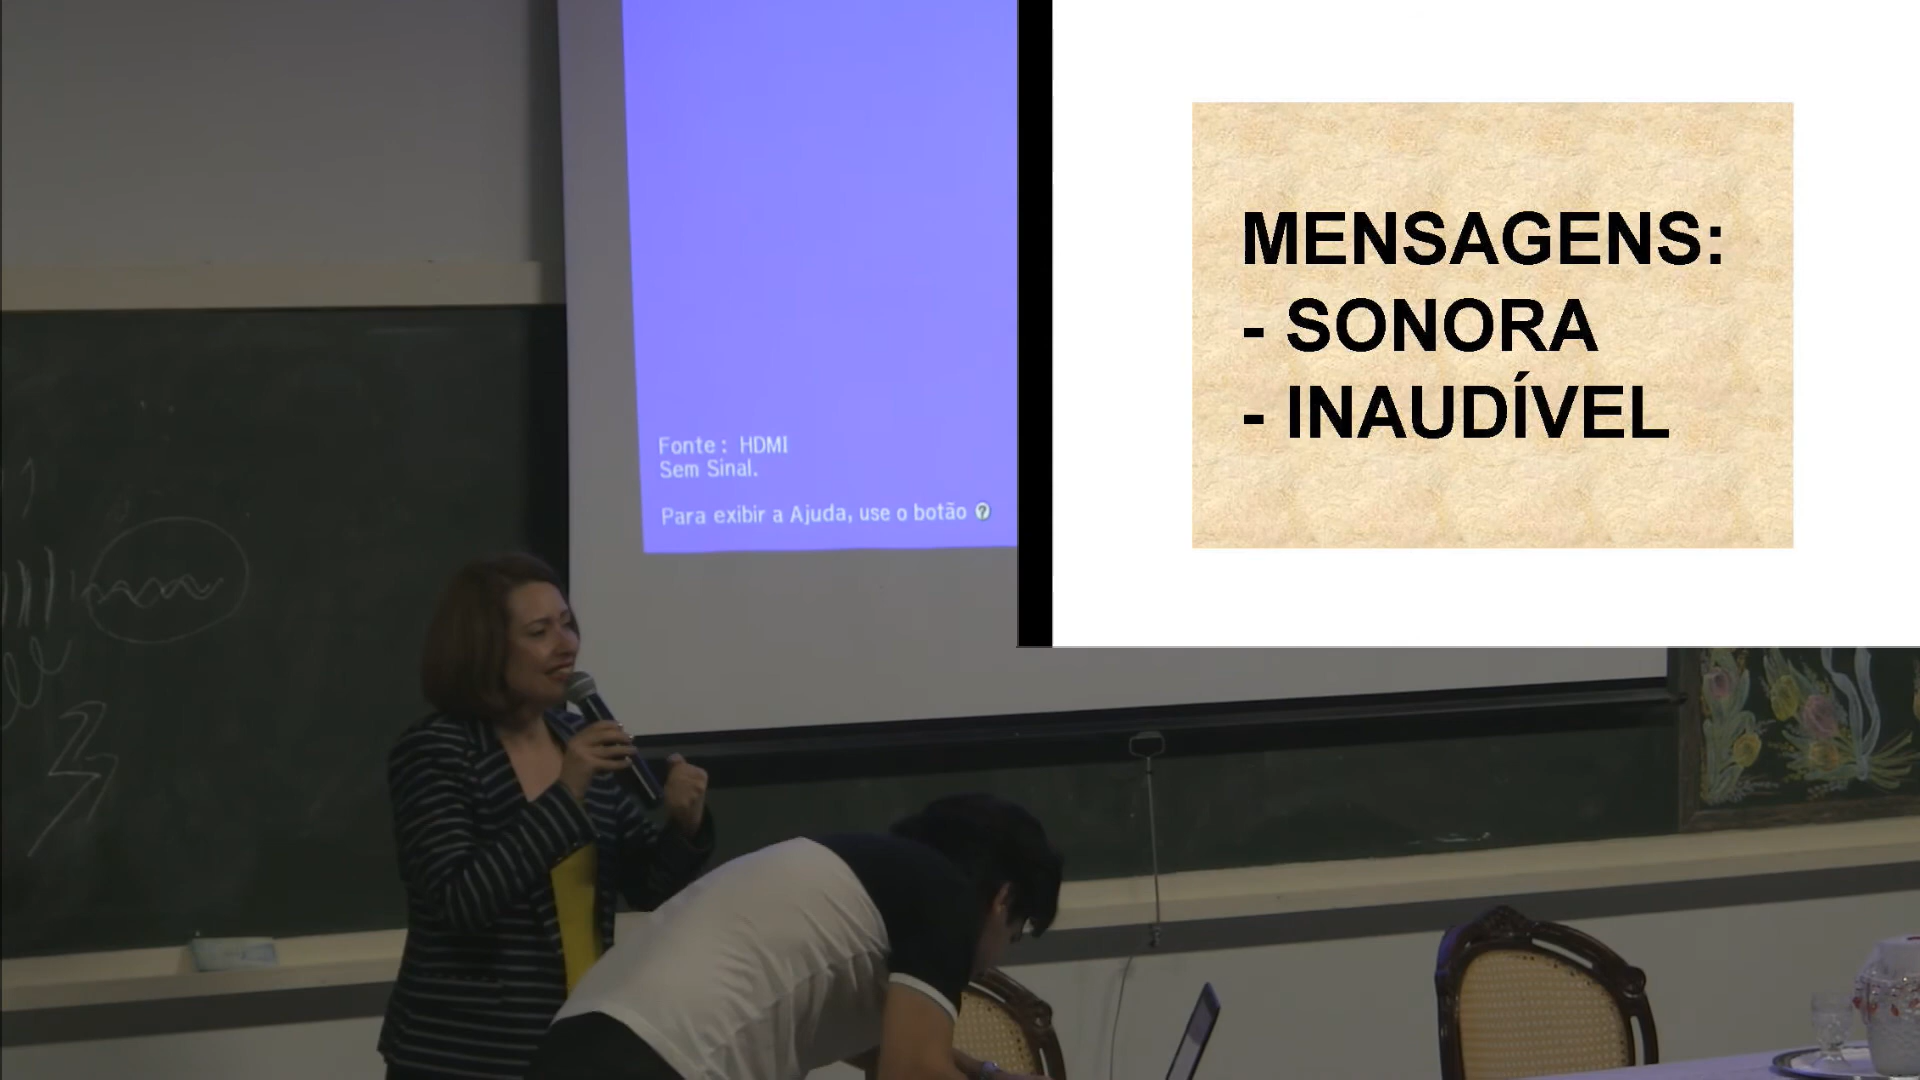 Fonte: HDMI
Sem Sinal.
Para exibir a Ajuda, use o botão ?
MENSAGENS:
- SONORA
- INAUDÍVEL